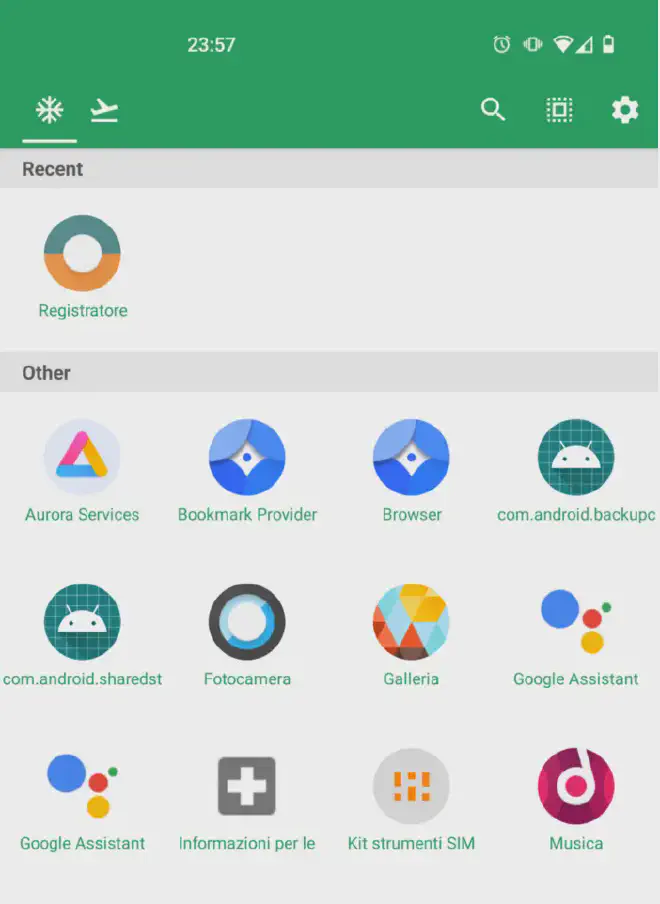 23:57
Recent
Registratore
Other
Aurora Services
Bookmark Provider
Browser
com.android.backupc
com.android.sharedst
Fotocamera
Galleria
Google Assistant
Google Assistant
Informazioni per le
Kit strumenti SIM
Musica